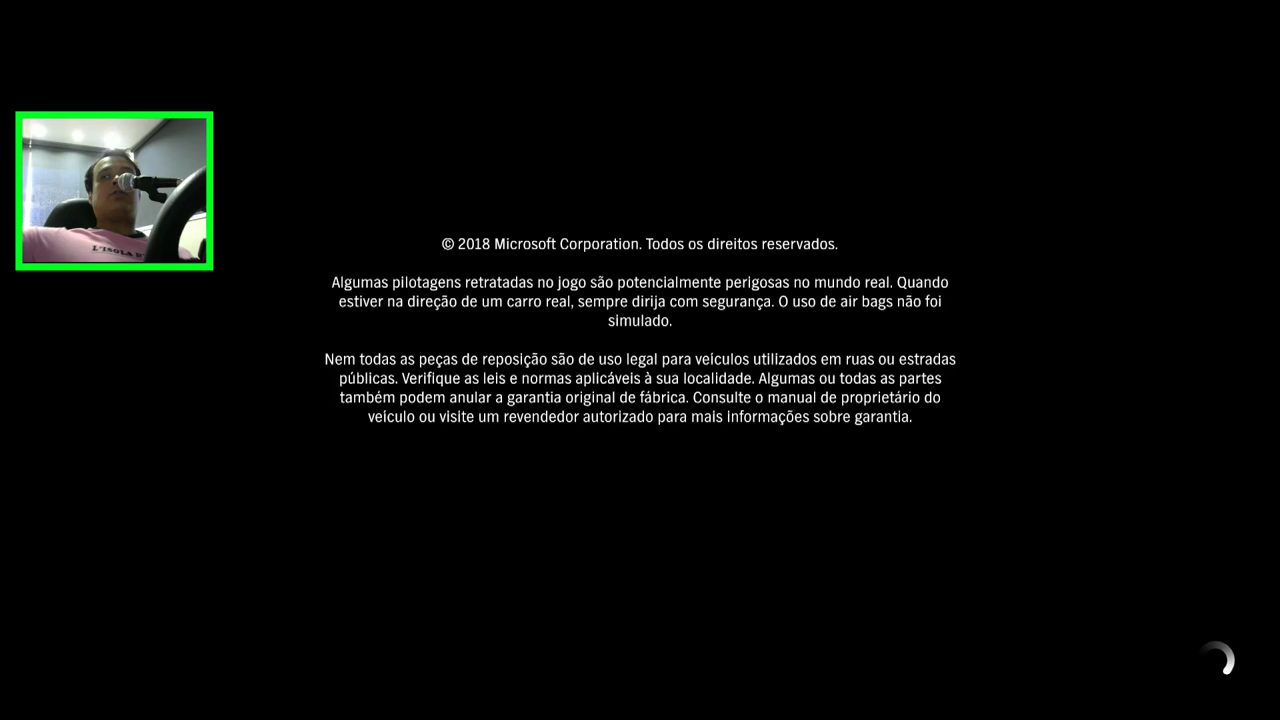 © 2018 Microsoft Corporation. Todos os direitos reservados.
Algumas pilotagens retratadas no jogo são potencialmente perigosas no mundo real. Quando
estiver na direção de um carro real, sempre dirija com segurança. O uso de air bags não foi
simulado.
Nem todas as peças de reposição são de uso legal para veículos utilizados em ruas ou estradas
públicas. Verifique as leis e normas aplicáveis à sua localidade. Algumas ou todas as partes
também podem anular a garantia original de fábrica. Consulte o manual de proprietário do
veículo ou visite um revendedor autorizado para mais informações sobre garantia.
L'ISOLA